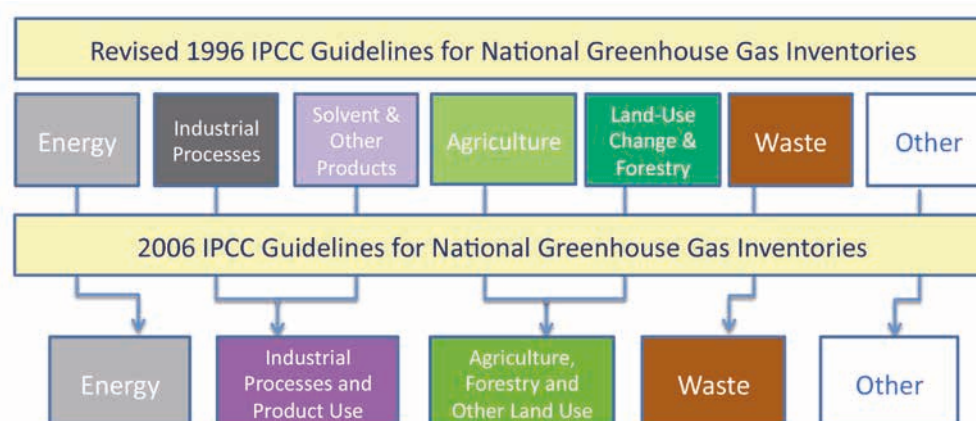 Revised 1996 IPCC Guidelines for National Greenhouse Gas Inventories
Energy
Industrial
Processes
Solvent &
Other
Products
Agriculture
Land-Use
Change &
Forestry
Waste
Other
2006 IPCC Guidelines for National Greenhouse Gas Inventories
Energy
Industrial
Processes and
Product Use
Agriculture,
Forestry and
Other Land Use
Waste
Other